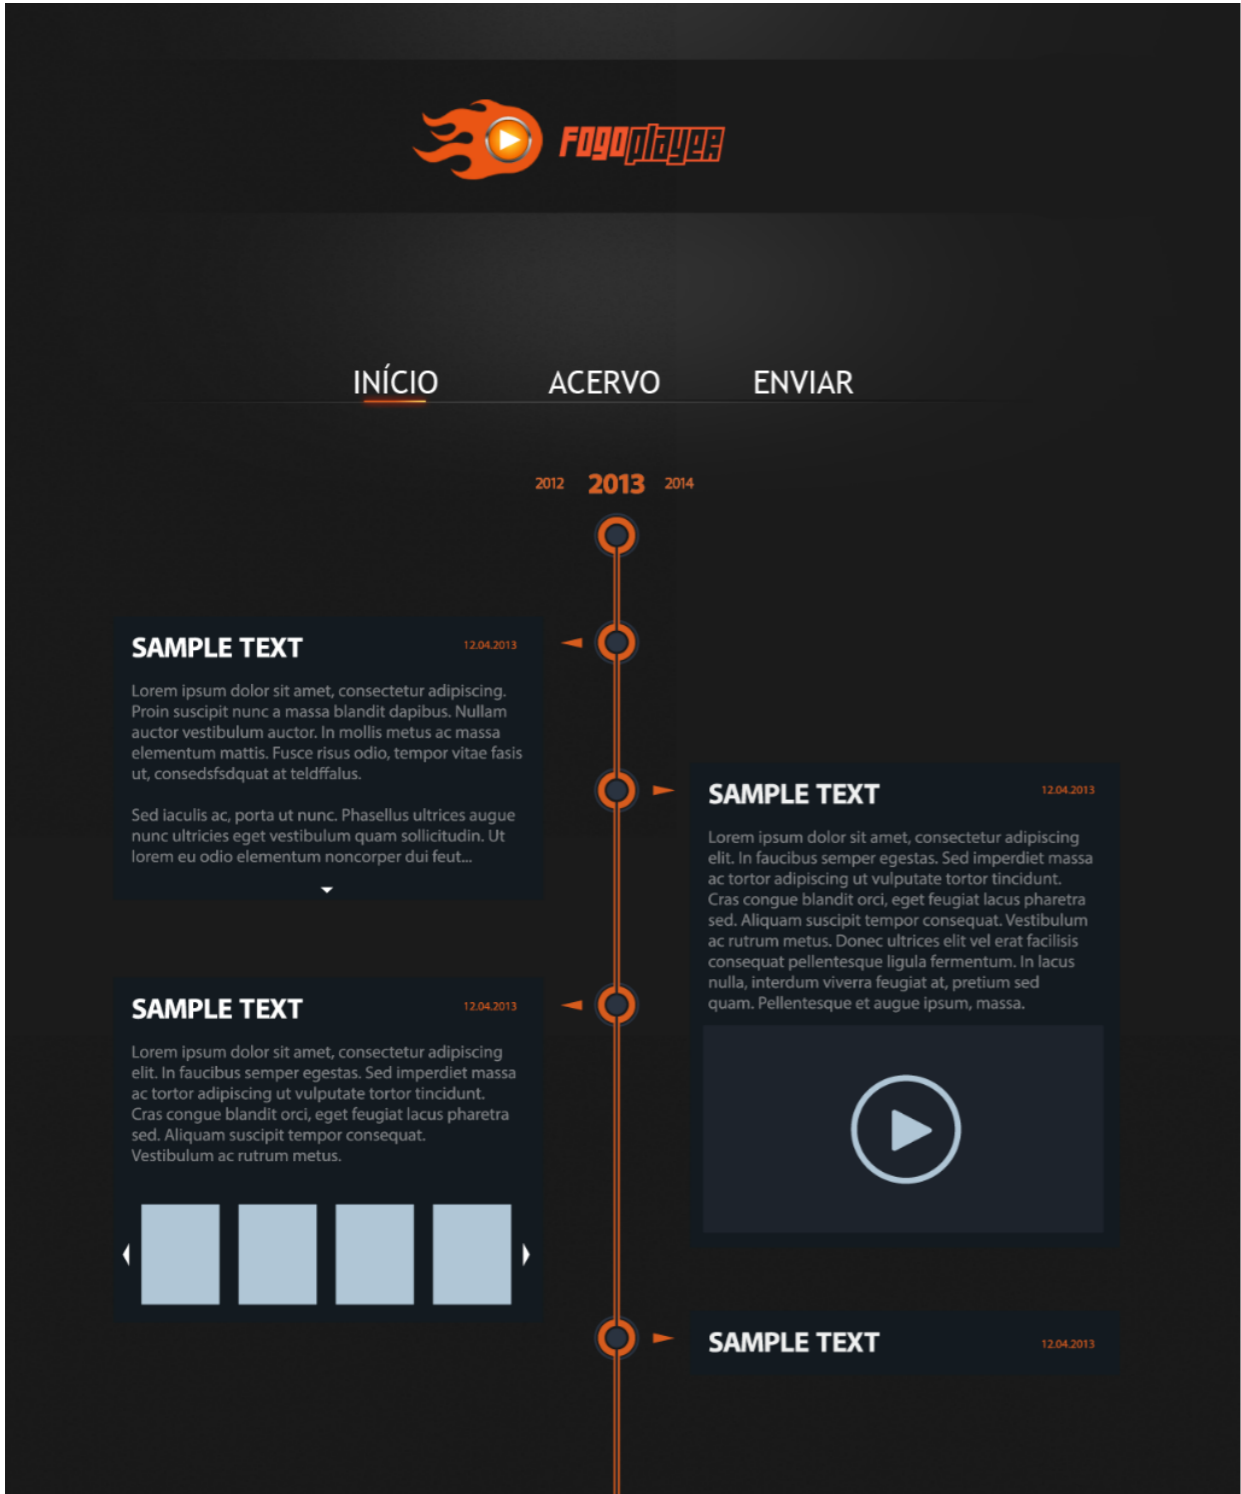 FOGOPLAYER
INÍCIO ACERVO ENVIAR
2012 2013 2014
SAMPLE TEXT 12.04.2013
Lorem ipsum dolor sit amet, consectetur adipiscing.
Proin suscipit nunc a massa blandit dapibus. Nullam
auctor vestibulum auctor. In mollis metus ac massa
elementum mattis. Fusce risus odio, tempor vitae fasis
ut, consedsfsdquat at teldffalus.
Sed iaculis ac, porta ut nunc. Phasellus ultrices augue
nunc ultricies eget vestibulum quam sollicitudin. Ut
lorem eu odio elementum noncorper dui feut...
SAMPLE TEXT 12.04.2013
Lorem ipsum dolor sit amet, consectetur adipiscing
elit. In faucibus semper egestas. Sed imperdiet massa
ac tortor adipiscing ut vulputate tortor tincidunt.
Cras congue blandit orci, eget feugiat lacus pharetra
sed. Aliquam suscipit tempor consequat. Vestibulum
ac rutrum metus. Donec ultrices elit vel erat facilisis
consequat pellentesque ligula fermentum. In lacus
nulla, interdum viverra feugiat at, pretium sed
quam. Pellentesque et augue ipsum, massa.
SAMPLE TEXT 12.04.2013
Lorem ipsum dolor sit amet, consectetur adipiscing
elit. In faucibus semper egestas. Sed imperdiet massa
ac tortor adipiscing ut vulputate tortor tincidunt.
Cras congue blandit orci, eget feugiat lacus pharetra
sed. Aliquam suscipit tempor consequat.
Vestibulum ac rutrum metus.
SAMPLE TEXT 12.04.2013